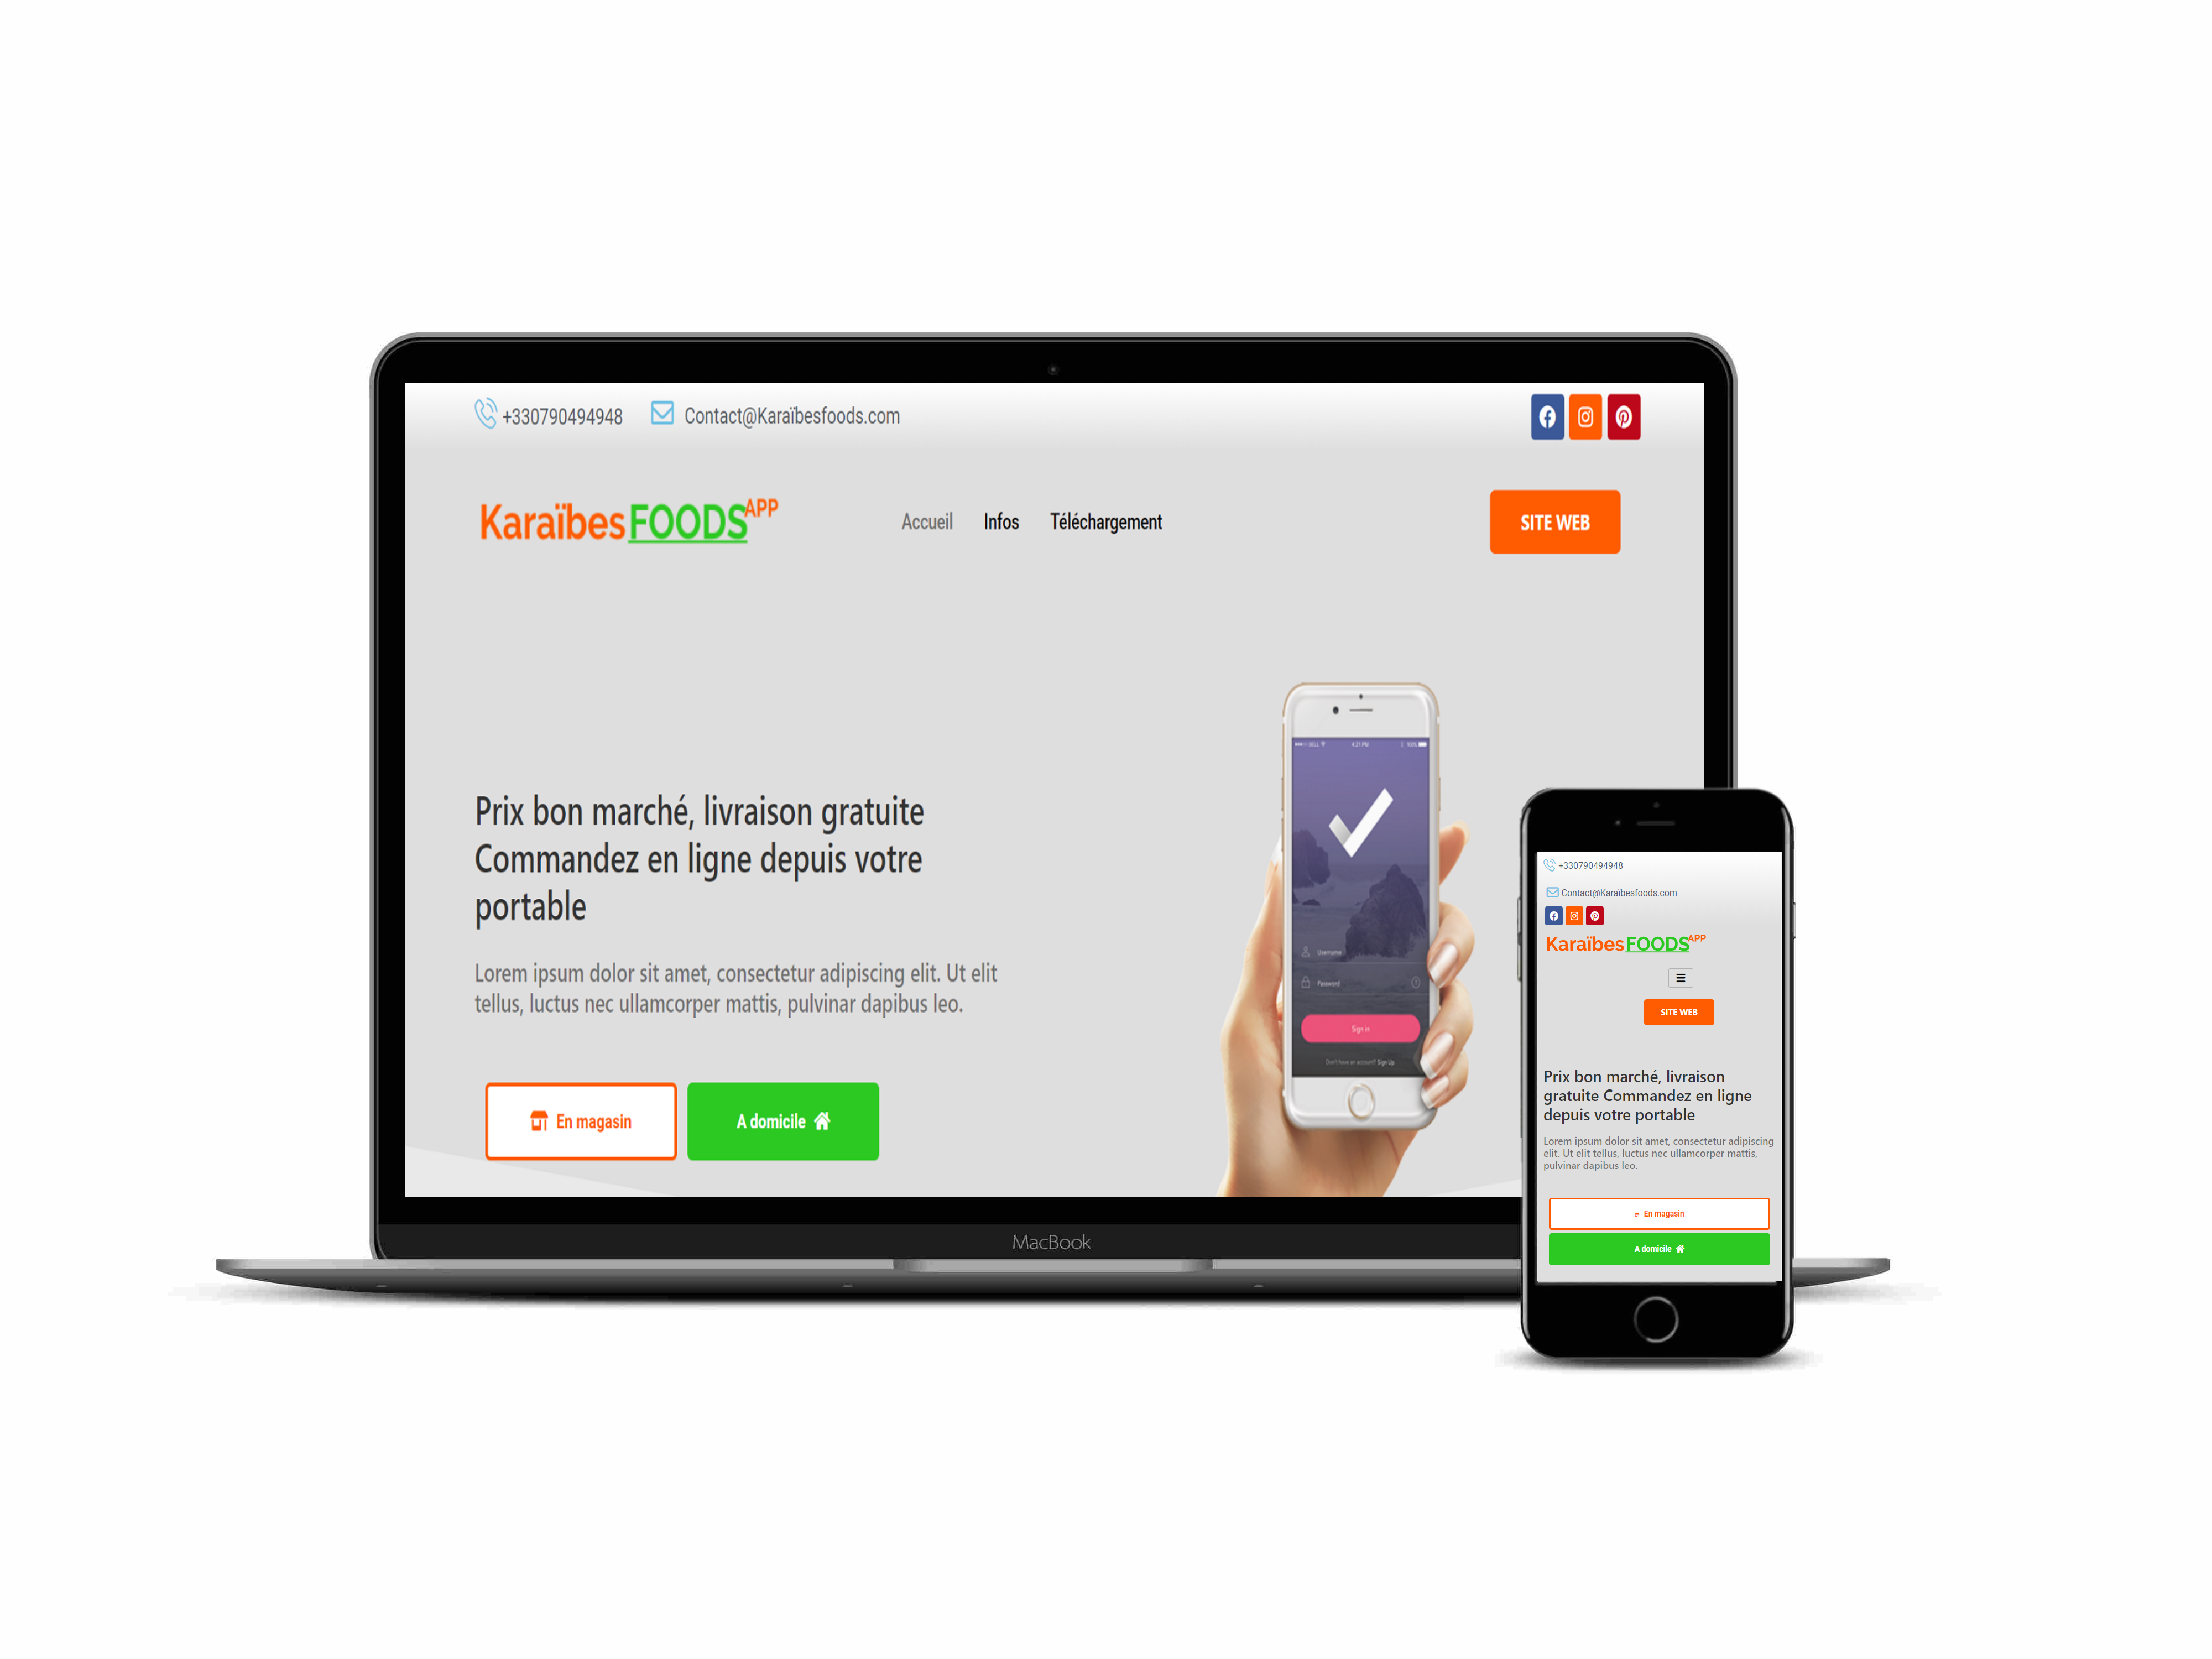 +330790494948 Contact@Karaïbesfoods.com
KaraïbesFOODS APP Accueil Infos Téléchargement SITE WEB
Prix bon marché, livraison gratuite
Commandez en ligne depuis votre
portable
Lorem ipsum dolor sit amet, consectetur adipiscing elit. Ut elit
tellus, luctus nec ullamcorper mattis, pulvinar dapibus leo.
En magasin A domicile
4:21 PM
Username
Password
Sign in
Don't have an account? Sign Up
MacBook
+330790494948
Contact@Karaïbesfoods.com
KaraïbesFOODS APP
SITE WEB
Prix bon marché, livraison
gratuite Commandez en ligne
depuis votre portable
Lorem ipsum dolor sit amet, consectetur adipiscing
elit. Ut elit tellus, luctus nec ullamcorper mattis,
pulvinar dapibus leo.
En magasin
A domicile